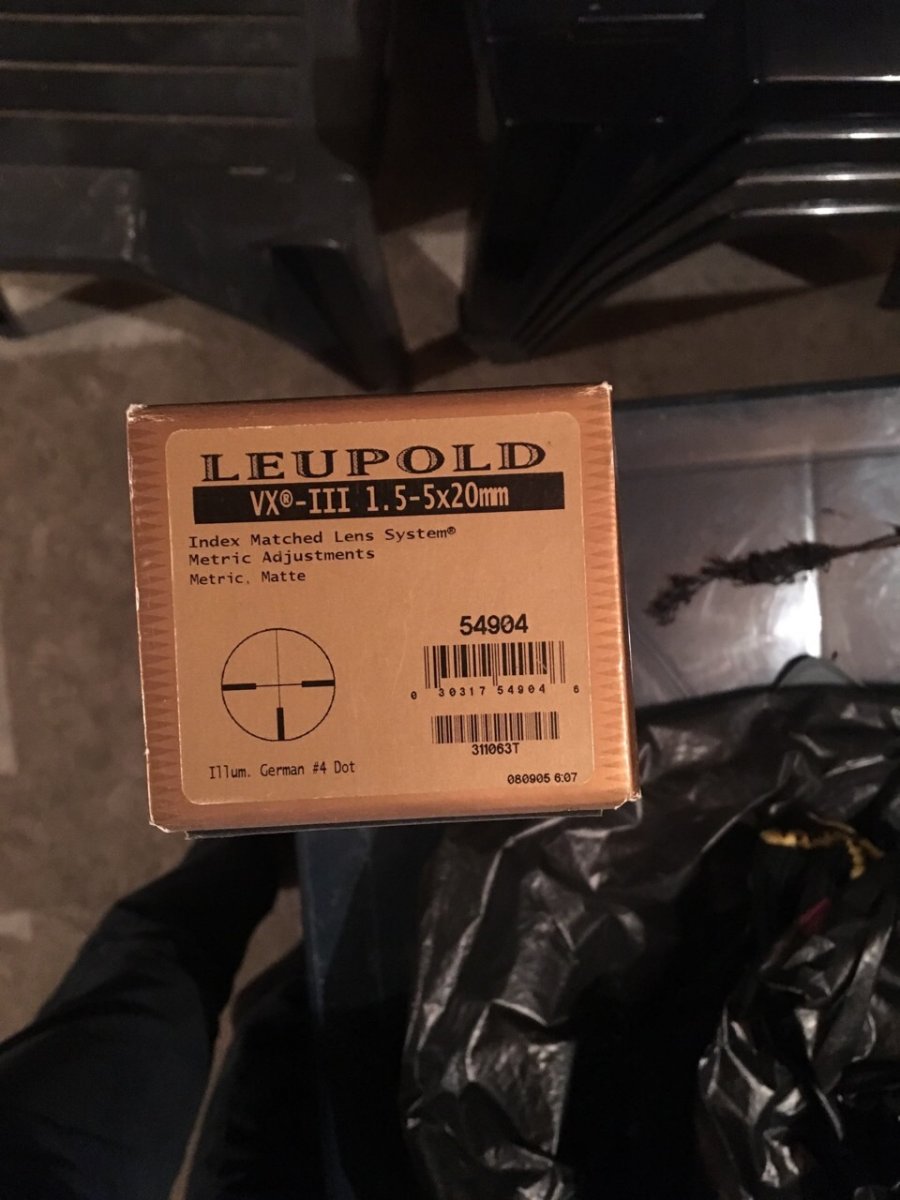 LEUPOLD
VX®-III 1.5-5x20mm
Index Matched Lens System®
Metric Adjustments
Metric, Matte
54904
0 30317 54904 6
311063T
Illum. German #4 Dot
080905 6:07